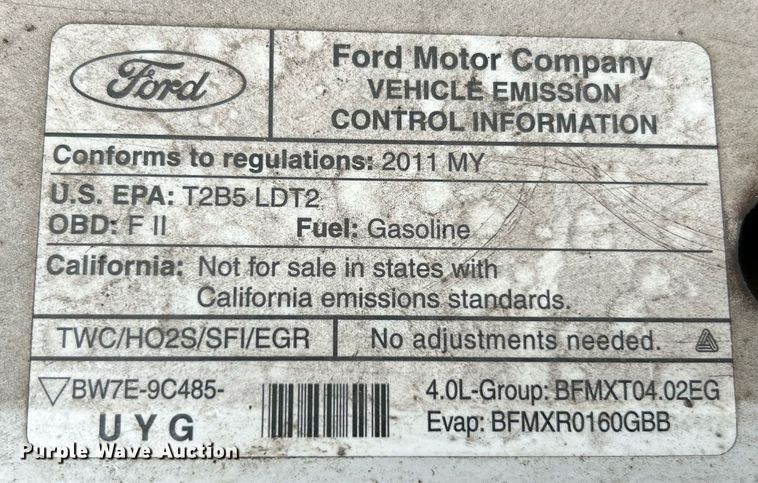 Ford
Ford Motor Company
VEHICLE EMISSION
CONTROL INFORMATION
Conforms to regulations: 2011 MY
U.S. EPA: T2B5 LDT2
OBD: F II Fuel: Gasoline
California: Not for sale in states with
California emissions standards.
TWC/HO2S/SFI/EGR No adjustments needed.
BW7E-9C485-
U Y G
4.0L-Group: BFMXT04.02EG
Evap: BFMXR0160GBB
Purple Wave Auction